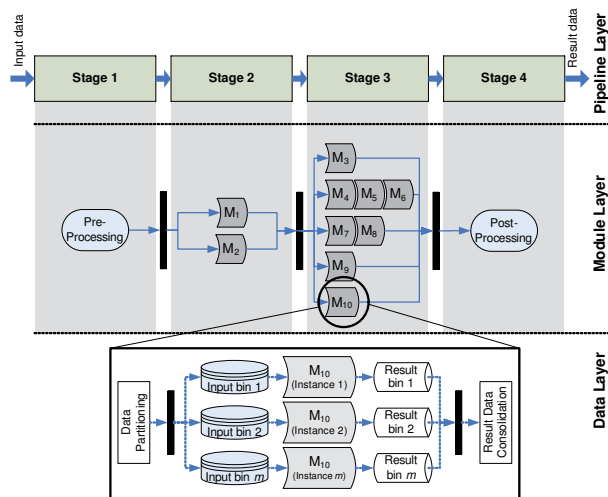 Input data
Result data
Pipeline Layer
Stage 1
Stage 2
Stage 3
Stage 4
Module Layer
Pre-
Processing
M1
M2
M3
M4 M5 M6
M7 M8
M9
M10
Post-
Processing
Data Layer
Data
Partitioning
Input bin 1
M10
(Instance 1)
Result
bin 1
Input bin 2
M10
(Instance 2)
Result
bin 2
Input bin m
M10
(Instance m)
Result
bin m
Result Data
Consolidation